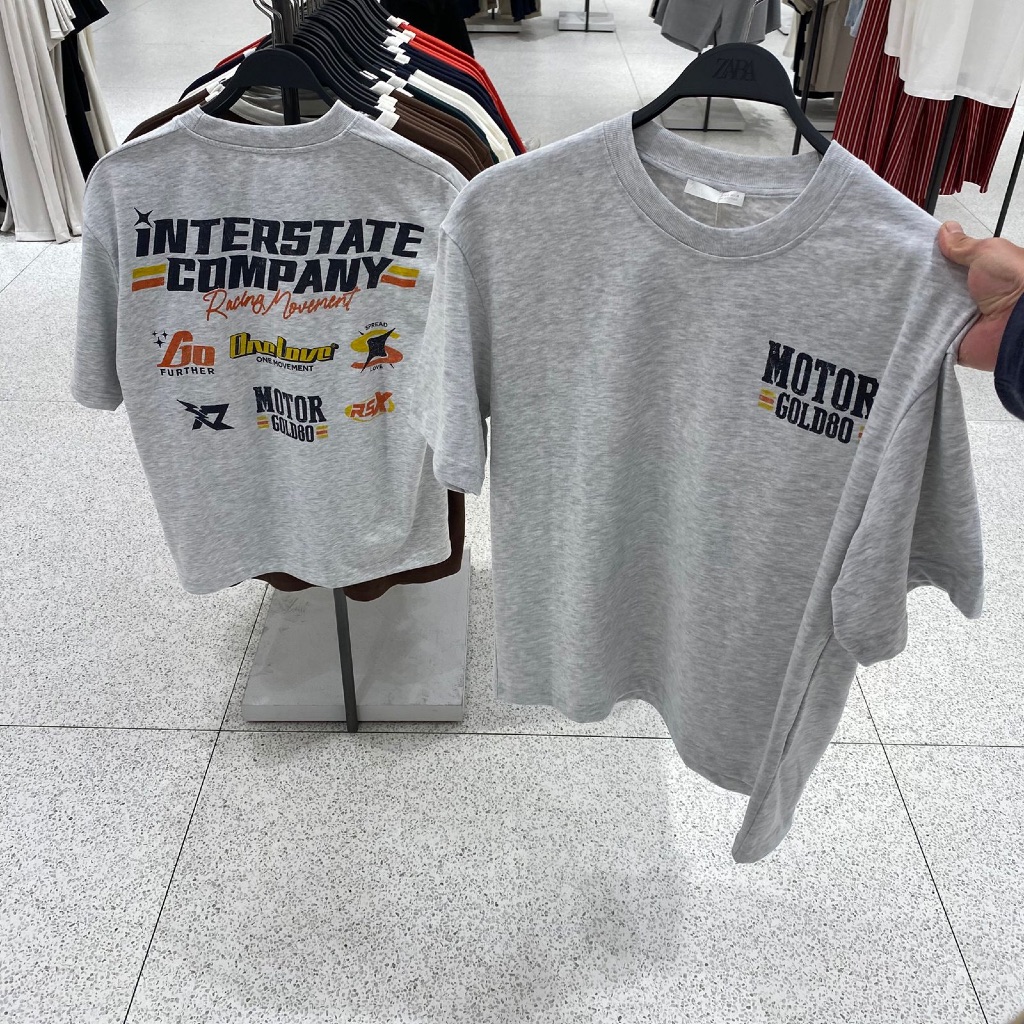 INTERSTATE
COMPANY
Racing Movement
Go
FURTHER
OneLove
ONE MOVEMENT
SPREAD
LOVE
MOTOR
GOLD80
RSX
ZARA
MOTOR
GOLD80